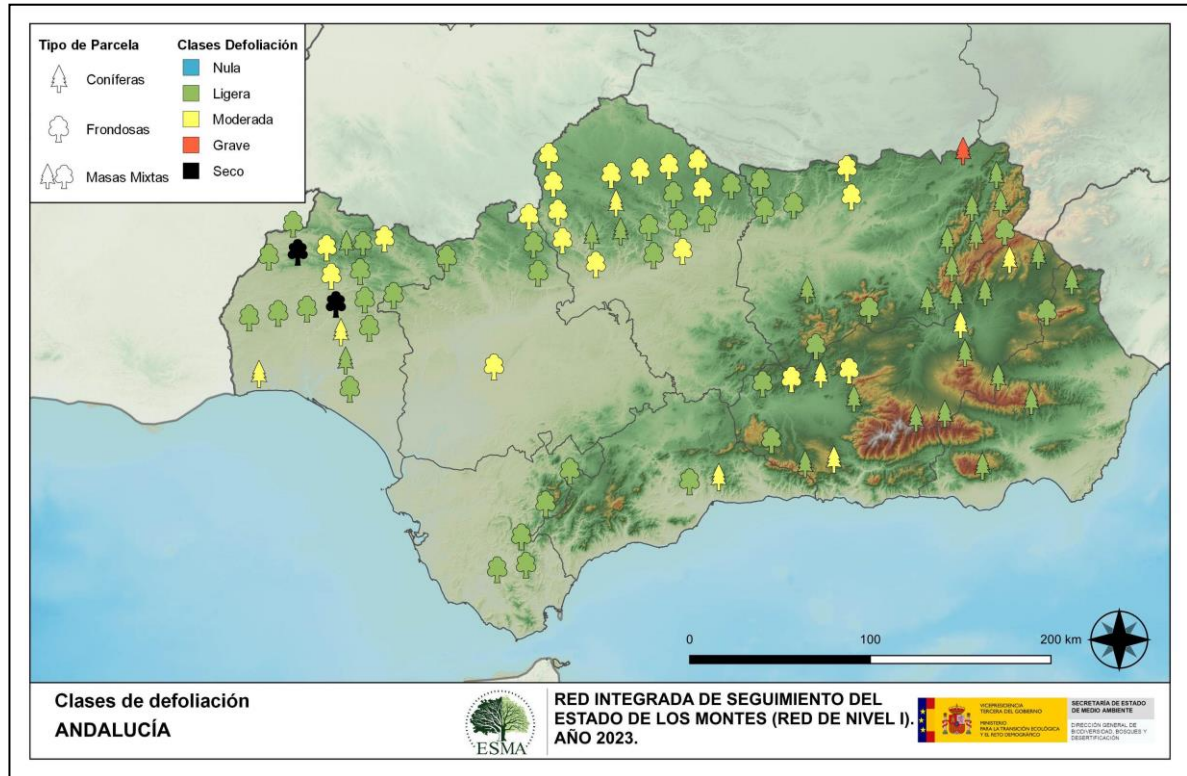 Tipo de Parcela
Coníferas
Frondosas
Masas Mixtas
Clases Defoliación
Nula
Ligera
Moderada
Grave
Seco
0 100 200 km
Clases de defoliación
ANDALUCÍA
ESMA
RED INTEGRADA DE SEGUIMIENTO DEL
ESTADO DE LOS MONTES (RED DE NIVEL I).
AÑO 2023.
VICEPRESIDENCIA
TERCERA DEL GOBIERNO
MINISTERIO
PARA LA TRANSICIÓN ECOLÓGICA
Y EL RETO DEMOGRÁFICO
SECRETARÍA DE ESTADO
DE MEDIO AMBIENTE
DIRECCIÓN GENERAL DE
BIODIVERSIDAD, BOSQUES Y
DESERTIFICACIÓN